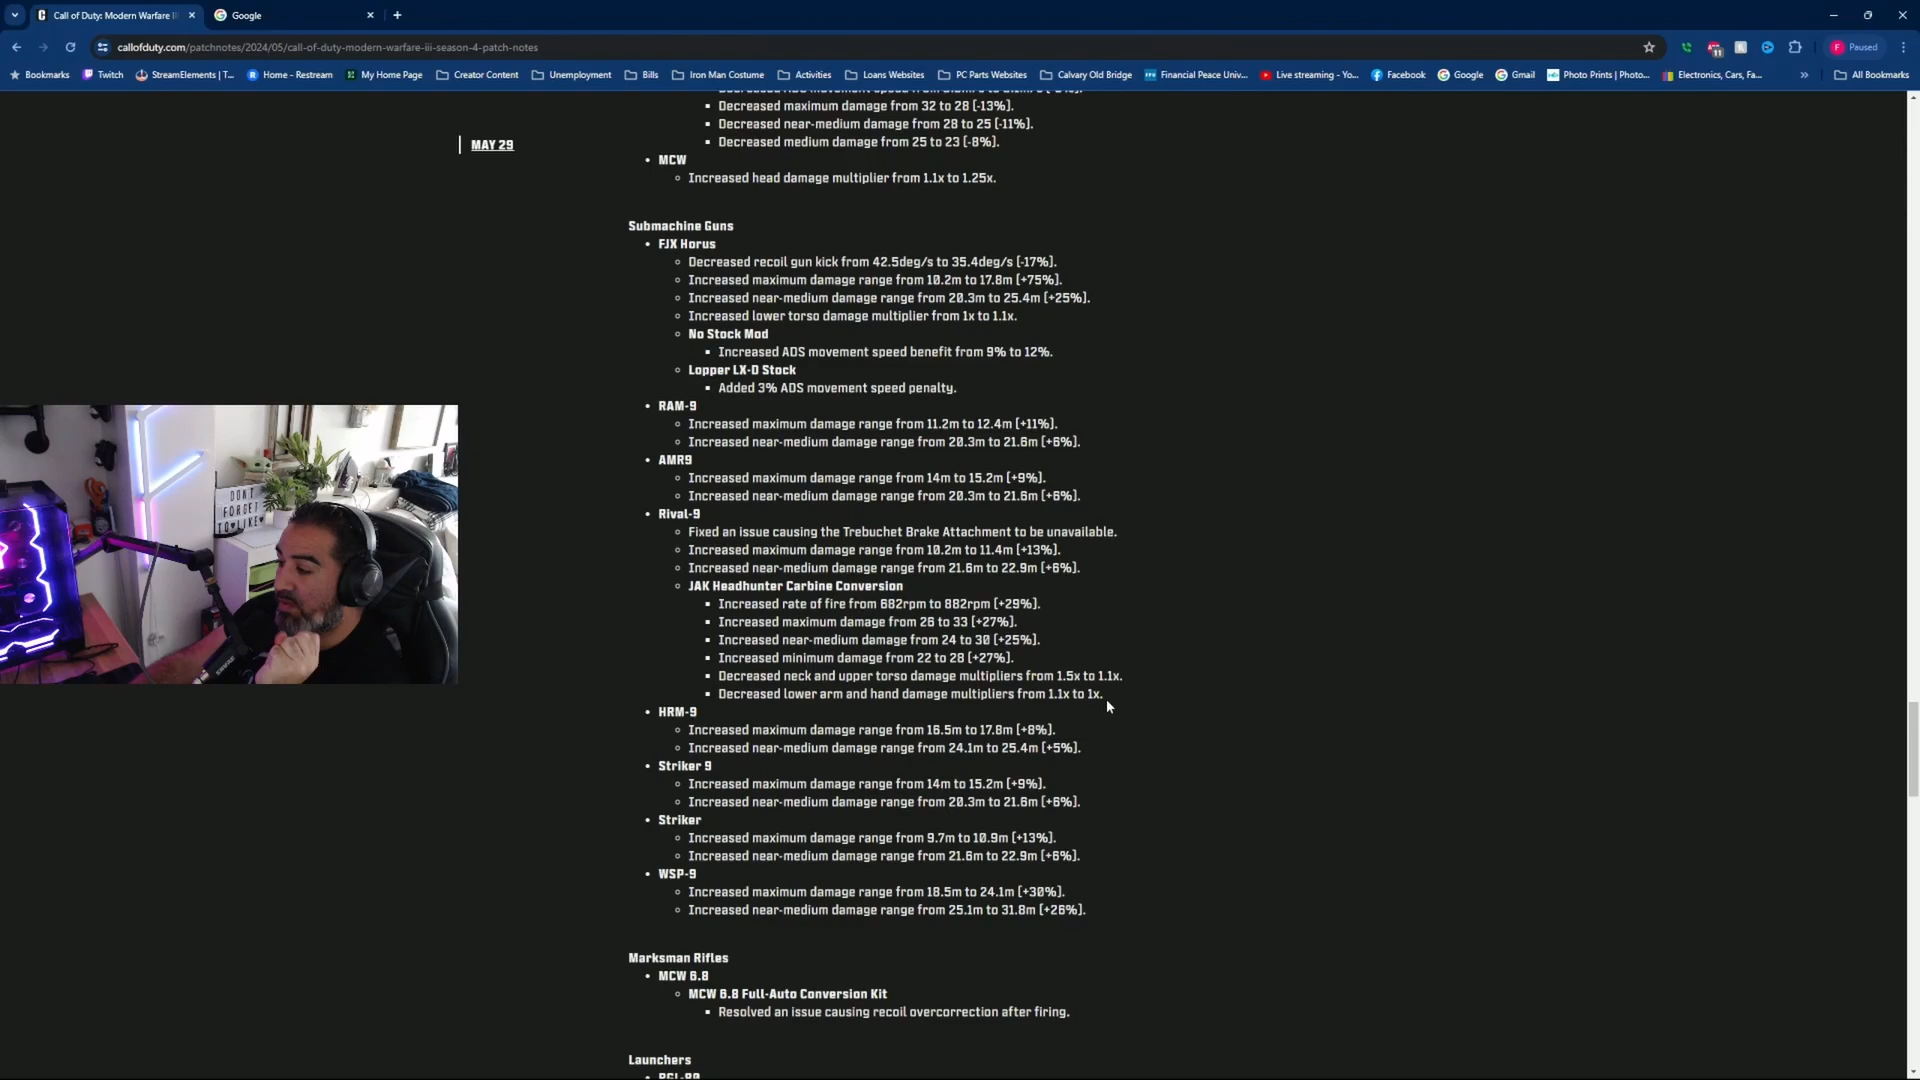 Call of Duty: Modern Warfare II
Google
callofduty.com/patchnotes/2024/05/call-of-duty-modern-warfare-iii-season-4-patch-notes
Paused
11
Bookmarks
Twitch
StreamElements | T...
Home - Restream
My Home Page
Creator Content
Unemployment
Bills
Iron Man Costume
Activities
Loans Websites
PC Parts Websites
Calvary Old Bridge
Financial Peace Univ...
Live streaming - Yo...
Facebook
Google
Gmail
Photo Prints | Photo...
Electronics, Cars, Fa...
All Bookmarks
MAY 29
Decreased maximum damage from 32 to 28 (-13%).
Decreased near-medium damage from 28 to 25 (-11%).
Decreased medium damage from 25 to 23 (-8%).
MCW
Increased head damage multiplier from 1.1x to 1.25x.
Submachine Guns
FJX Horus
Decreased recoil gun kick from 42.5deg/s to 35.4deg/s (-17%).
Increased maximum damage range from 10.2m to 17.8m (+75%).
Increased near-medium damage range from 20.3m to 25.4m (+25%).
Increased lower torso damage multiplier from 1x to 1.1x.
No Stock Mod
Increased ADS movement speed benefit from 9% to 12%.
Lopper LX-D Stock
Added 3% ADS movement speed penalty.
RAM-9
Increased maximum damage range from 11.2m to 12.4m (+11%).
Increased near-medium damage range from 20.3m to 21.6m (+6%).
AMR9
Increased maximum damage range from 14m to 15.2m (+9%).
Increased near-medium damage range from 20.3m to 21.6m (+6%).
Rival-9
Fixed an issue causing the Trebuchet Brake Attachment to be unavailable.
Increased maximum damage range from 10.2m to 11.4m (+13%).
Increased near-medium damage range from 21.6m to 22.9m (+6%).
JAK Headhunter Carbine Conversion
Increased rate of fire from 682rpm to 882rpm (+29%).
Increased maximum damage from 26 to 33 (+27%).
Increased near-medium damage from 24 to 30 (+25%).
Increased minimum damage from 22 to 28 (+27%).
Decreased neck and upper torso damage multipliers from 1.5x to 1.1x.
Decreased lower arm and hand damage multipliers from 1.1x to 1x.
HRM-9
Increased maximum damage range from 16.5m to 17.8m (+8%).
Increased near-medium damage range from 24.1m to 25.4m (+5%).
Striker 9
Increased maximum damage range from 14m to 15.2m (+9%).
Increased near-medium damage range from 20.3m to 21.6m (+6%).
Striker
Increased maximum damage range from 9.7m to 10.9m (+13%).
Increased near-medium damage range from 21.6m to 22.9m (+6%).
WSP-9
Increased maximum damage range from 18.5m to 24.1m (+30%).
Increased near-medium damage range from 25.1m to 31.8m (+26%).
Marksman Rifles
MCW 6.8
MCW 6.8 Full-Auto Conversion Kit
Resolved an issue causing recoil overcorrection after firing.
Launchers
RGL-80
DON'T
FORGET
TO LIKE